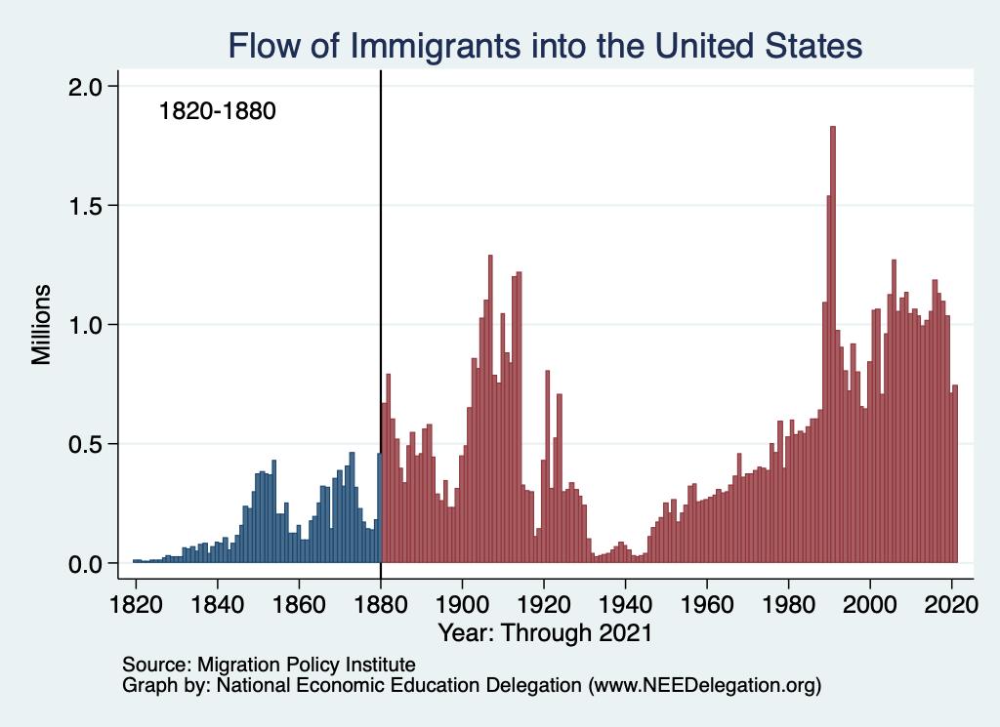 Flow of Immigrants into the United States
1820-1880
Millions
2.0
1.5
1.0
0.5
0.0
1820 1840 1860 1880 1900 1920 1940 1960 1980 2000 2020
Year: Through 2021
Source: Migration Policy Institute
Graph by: National Economic Education Delegation (www.NEEDelegation.org)